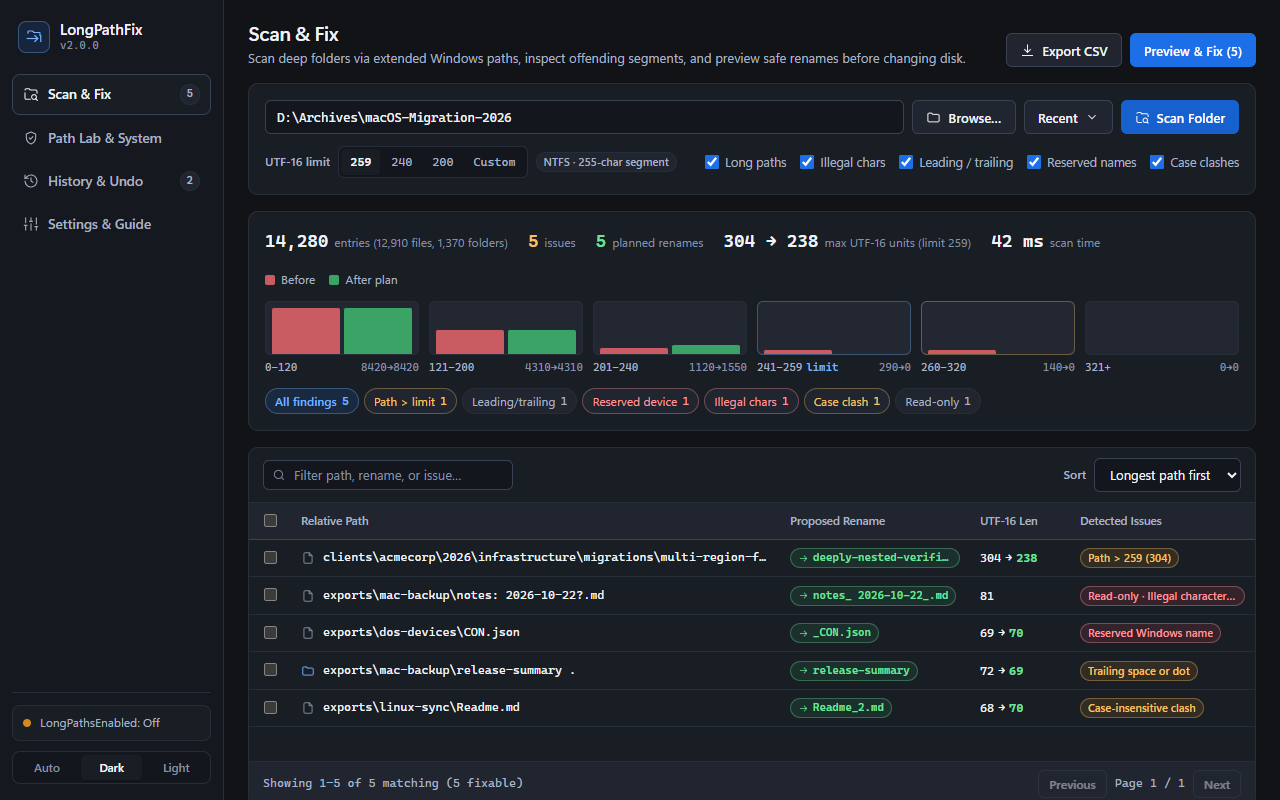 LongPathFix
v2.0.0
Scan & Fix 5
Path Lab & System
History & Undo 2
Settings & Guide
LongPathsEnabled: Off
Auto Dark Light
Scan & Fix
Scan deep folders via extended Windows paths, inspect offending segments, and preview safe renames before changing disk.
Export CSV
Preview & Fix (5)
D:\Archives\macOS-Migration-2026
Browse...
Recent
Scan Folder
UTF-16 limit 259 240 200 Custom NTFS · 255-char segment
Long paths Illegal chars Leading / trailing Reserved names Case clashes
14,280 entries (12,910 files, 1,370 folders) 5 issues 5 planned renames 304 → 238 max UTF-16 units (limit 259) 42 ms scan time
Before After plan
0–120 8420→8420 121–200 4310→4310 201–240 1120→1550 241–259 limit 290→0 260–320 140→0 321+ 0→0
All findings 5 Path > limit 1 Leading/trailing 1 Reserved device 1 Illegal chars 1 Case clash 1 Read-only 1
Filter path, rename, or issue...
Sort Longest path first
Relative Path Proposed Rename UTF-16 Len Detected Issues
clients\acmecorp\2026\infrastructure\migrations\multi-region-f… → deeply-nested-verifi… 304 → 238 Path > 259 (304)
exports\mac-backup\notes: 2026-10-22?.md → notes_ 2026-10-22_.md 81 Read-only · Illegal character…
exports\dos-devices\CON.json → _CON.json 69 → 70 Reserved Windows name
exports\mac-backup\release-summary . → release-summary 72 → 69 Trailing space or dot
exports\linux-sync\Readme.md → Readme_2.md 68 → 70 Case-insensitive clash
Showing 1–5 of 5 matching (5 fixable)
Previous Page 1 / 1 Next